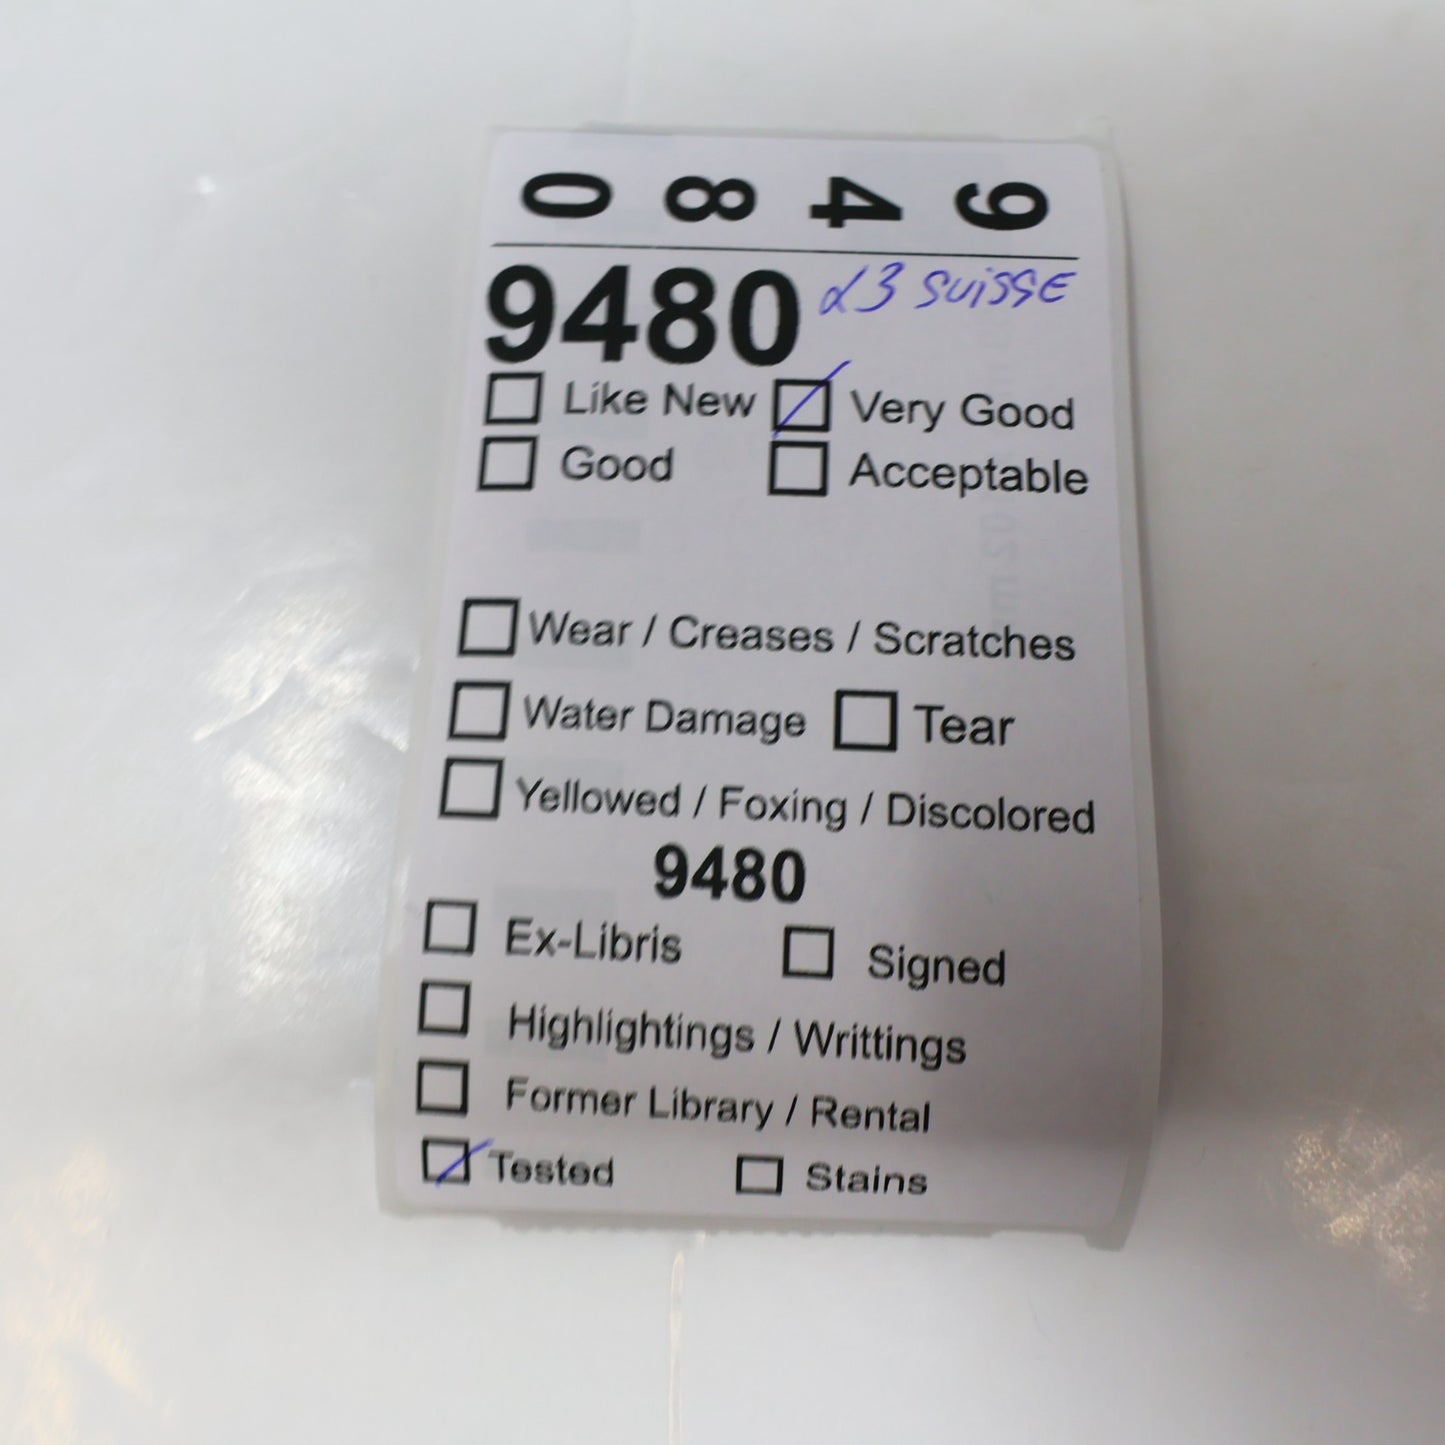 9 4 8 0
9480 α3 SUISSE
Like New Very Good
Good Acceptable
Wear / Creases / Scratches
Water Damage Tear
Yellowed / Foxing / Discolored
9480
Ex-Libris Signed
Highlightings / Writtings
Former Library / Rental
Tested Stains